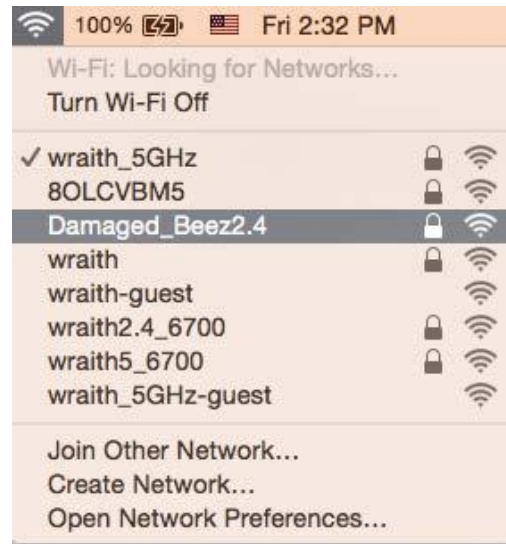 100% Fri 2:32 PM
Wi-Fi: Looking for Networks...
Turn Wi-Fi Off
wraith_5GHz
8OLCVBM5
Damaged_Beez2.4
wraith
wraith-guest
wraith2.4_6700
wraith5_6700
wraith_5GHz-guest
Join Other Network...
Create Network...
Open Network Preferences...